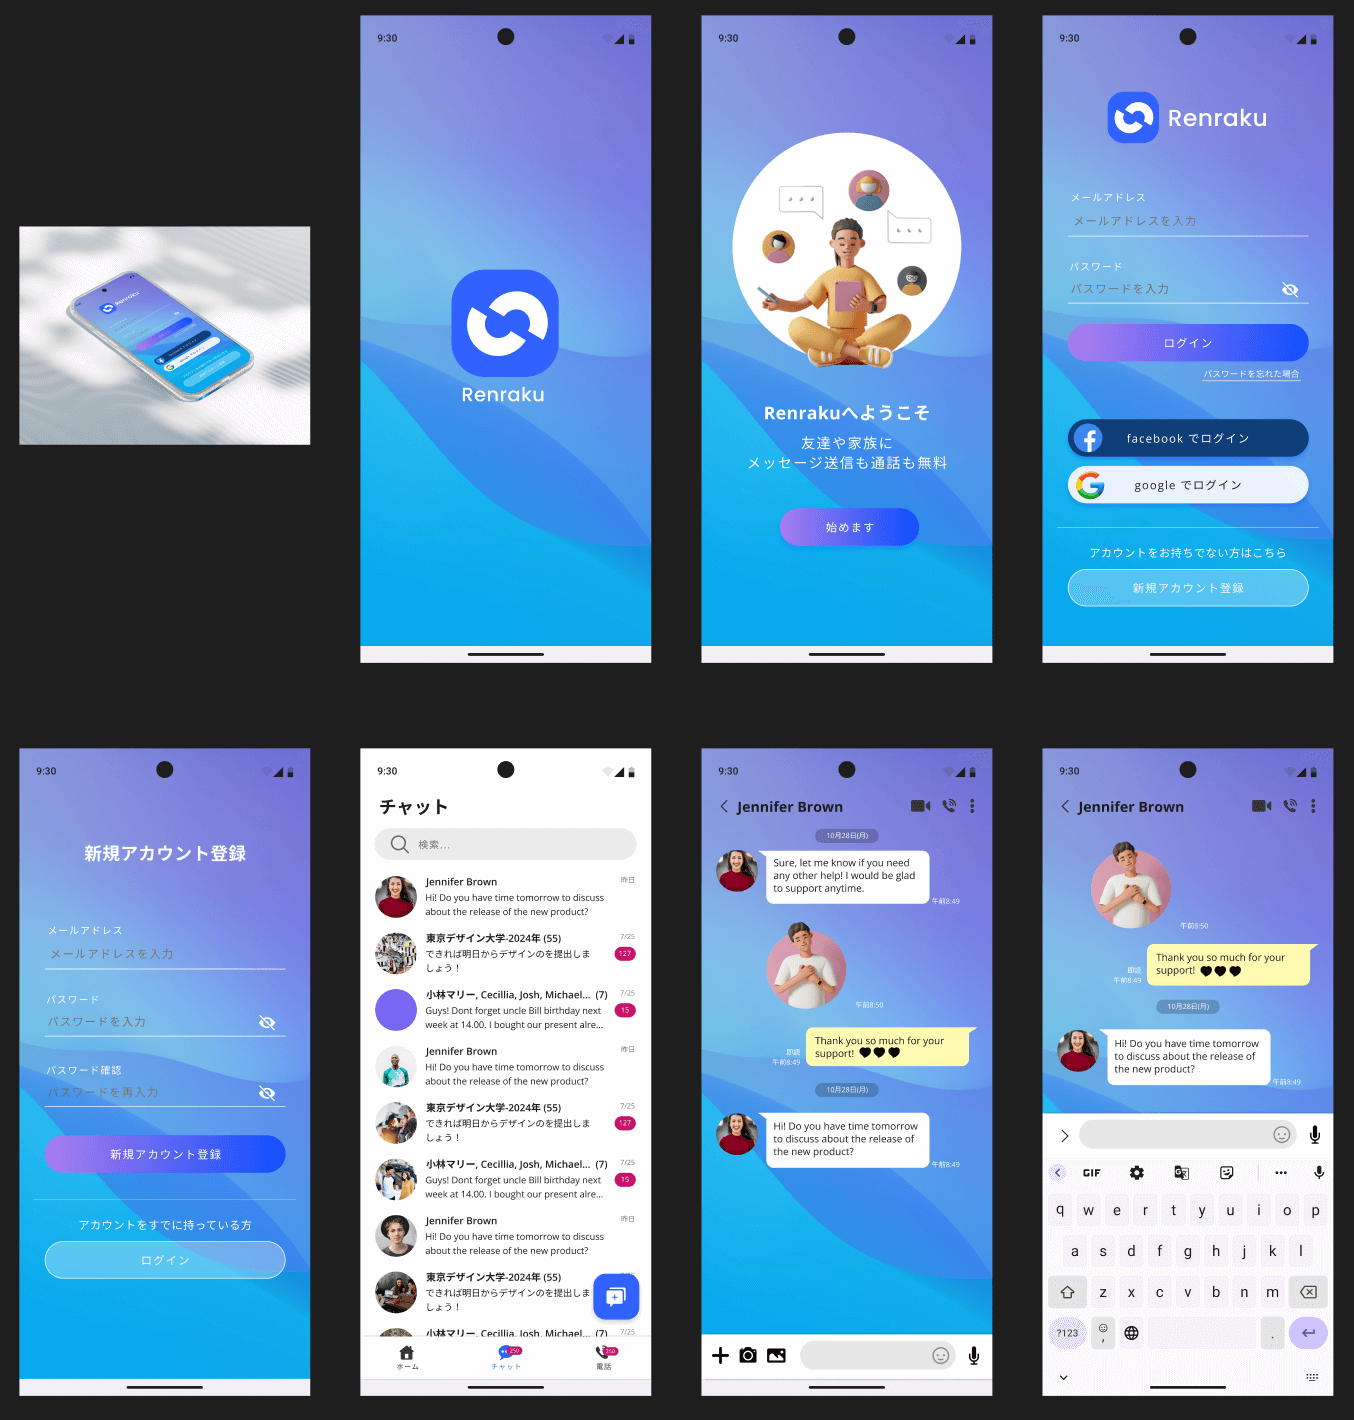 9:30
Renraku
9:30
Renrakuへようこそ
友達や家族に
メッセージ送信も通話も無料
始めます
9:30
Renraku
メールアドレス
メールアドレスを入力
パスワード
パスワードを入力
ログイン
パスワードを忘れた場合
facebook でログイン
google でログイン
アカウントをお持ちでない方はこちら
新規アカウント登録
9:30
新規アカウント登録
メールアドレス
メールアドレスを入力
パスワード
パスワードを入力
パスワード確認
パスワードを再入力
新規アカウント登録
アカウントをすでに持っている方
ログイン
9:30
チャット
検索...
Jennifer Brown 昨日
Hi! Do you have time tomorrow to discuss
about the release of the new product?
東京デザイン大学-2024年 (55) 7/25
できれば明日からデザインのを提出しま 127
しょう！
小林マリー, Cecillia, Josh, Michael... (7) 7/25
Guys! Dont forget uncle Bill birthday next 15
week at 14.00. I bought our present alre...
Jennifer Brown 昨日
Hi! Do you have time tomorrow to discuss
about the release of the new product?
東京デザイン大学-2024年 (55) 7/25
できれば明日からデザインのを提出しま 127
しょう！
小林マリー, Cecillia, Josh, Michael... (7) 7/25
Guys! Dont forget uncle Bill birthday next 15
week at 14.00. I bought our present alre...
Jennifer Brown 昨日
Hi! Do you have time tomorrow to discuss
about the release of the new product?
東京デザイン大学-2024年 (55)
できれば明日からデザインのを提出しま
しょう！
小林マリー, Cecillia, Josh, Michael... (7) 7/25
250 250
ホーム チャット 電話
9:30
Jennifer Brown
10月28日(月)
Sure, let me know if you need
any other help! I would be glad
to support anytime.
午前8:49
午前8:50
Thank you so much for your
support!
既読
午前8:49
10月28日(月)
Hi! Do you have time tomorrow
to discuss about the release of
the new product?
午前8:49
9:30
Jennifer Brown
午前8:50
Thank you so much for your
support!
既読
午前8:49
10月28日(月)
Hi! Do you have time tomorrow
to discuss about the release of
the new product?
午前8:49
GIF
q w e r t y u i o p
a s d f g h j k l
z x c v b n m
?123 , .